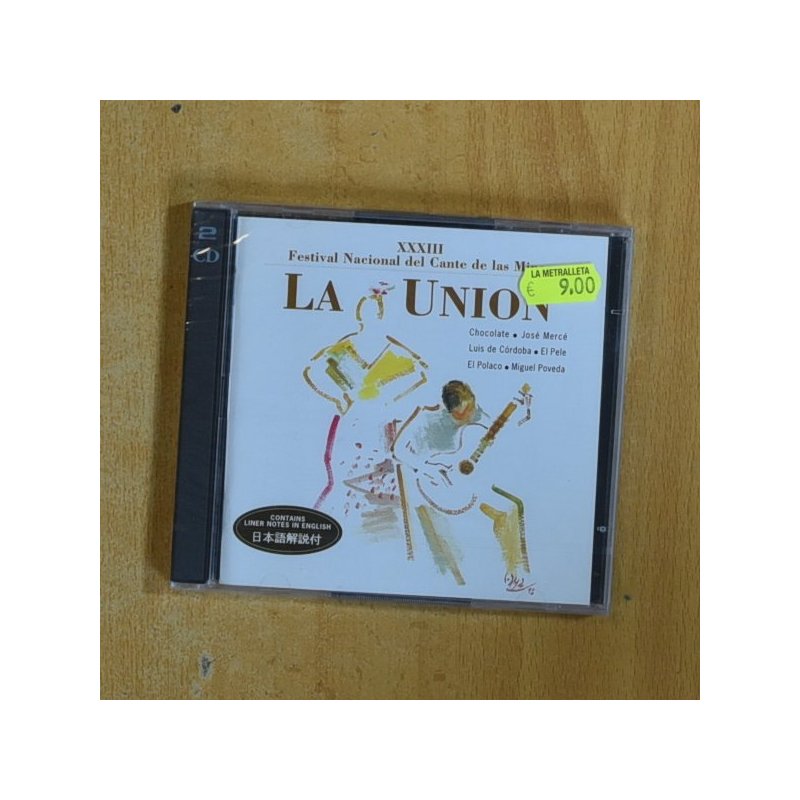 2
CD
XXXIII
Festival Nacional del Cante de las
LA UNION
LA METRALLETA
€ 9.00
Chocolate • José Mercé
Luis de Córdoba • El Pele
El Polaco • Miguel Poveda
CONTAINS
LINER NOTES IN ENGLISH
日本語解説付